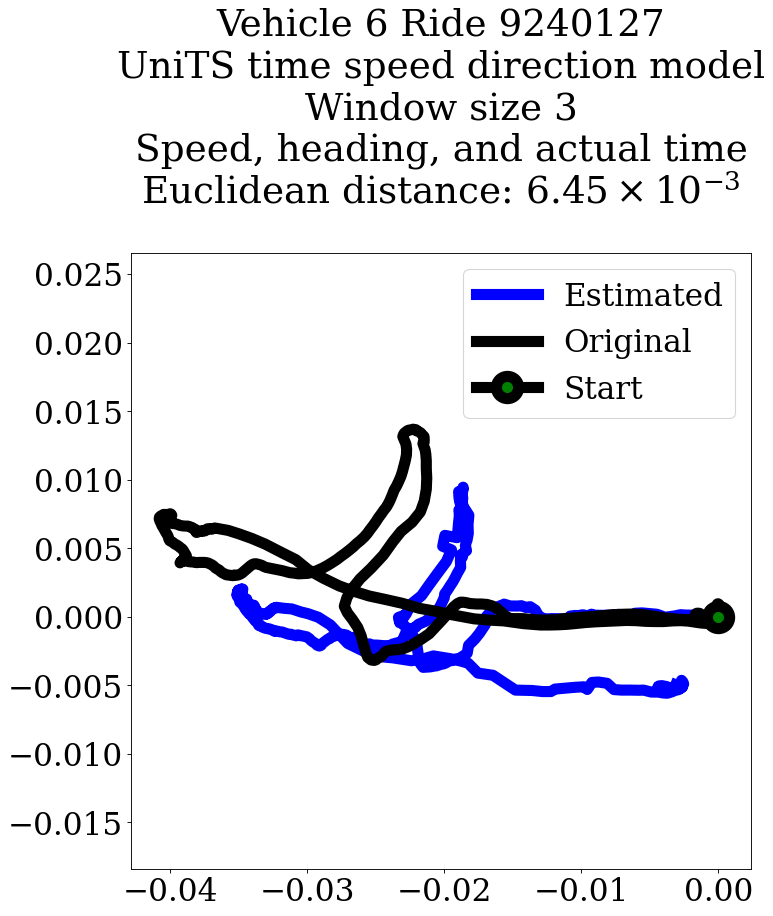 Vehicle 6 Ride 9240127
UniTS time speed direction model
Window size 3
Speed, heading, and actual time
Euclidean distance: 6.45 × 10⁻³
Estimated
Original
Start
0.025
0.020
0.015
0.010
0.005
0.000
−0.005
−0.010
−0.015
−0.04 −0.03 −0.02 −0.01 0.00